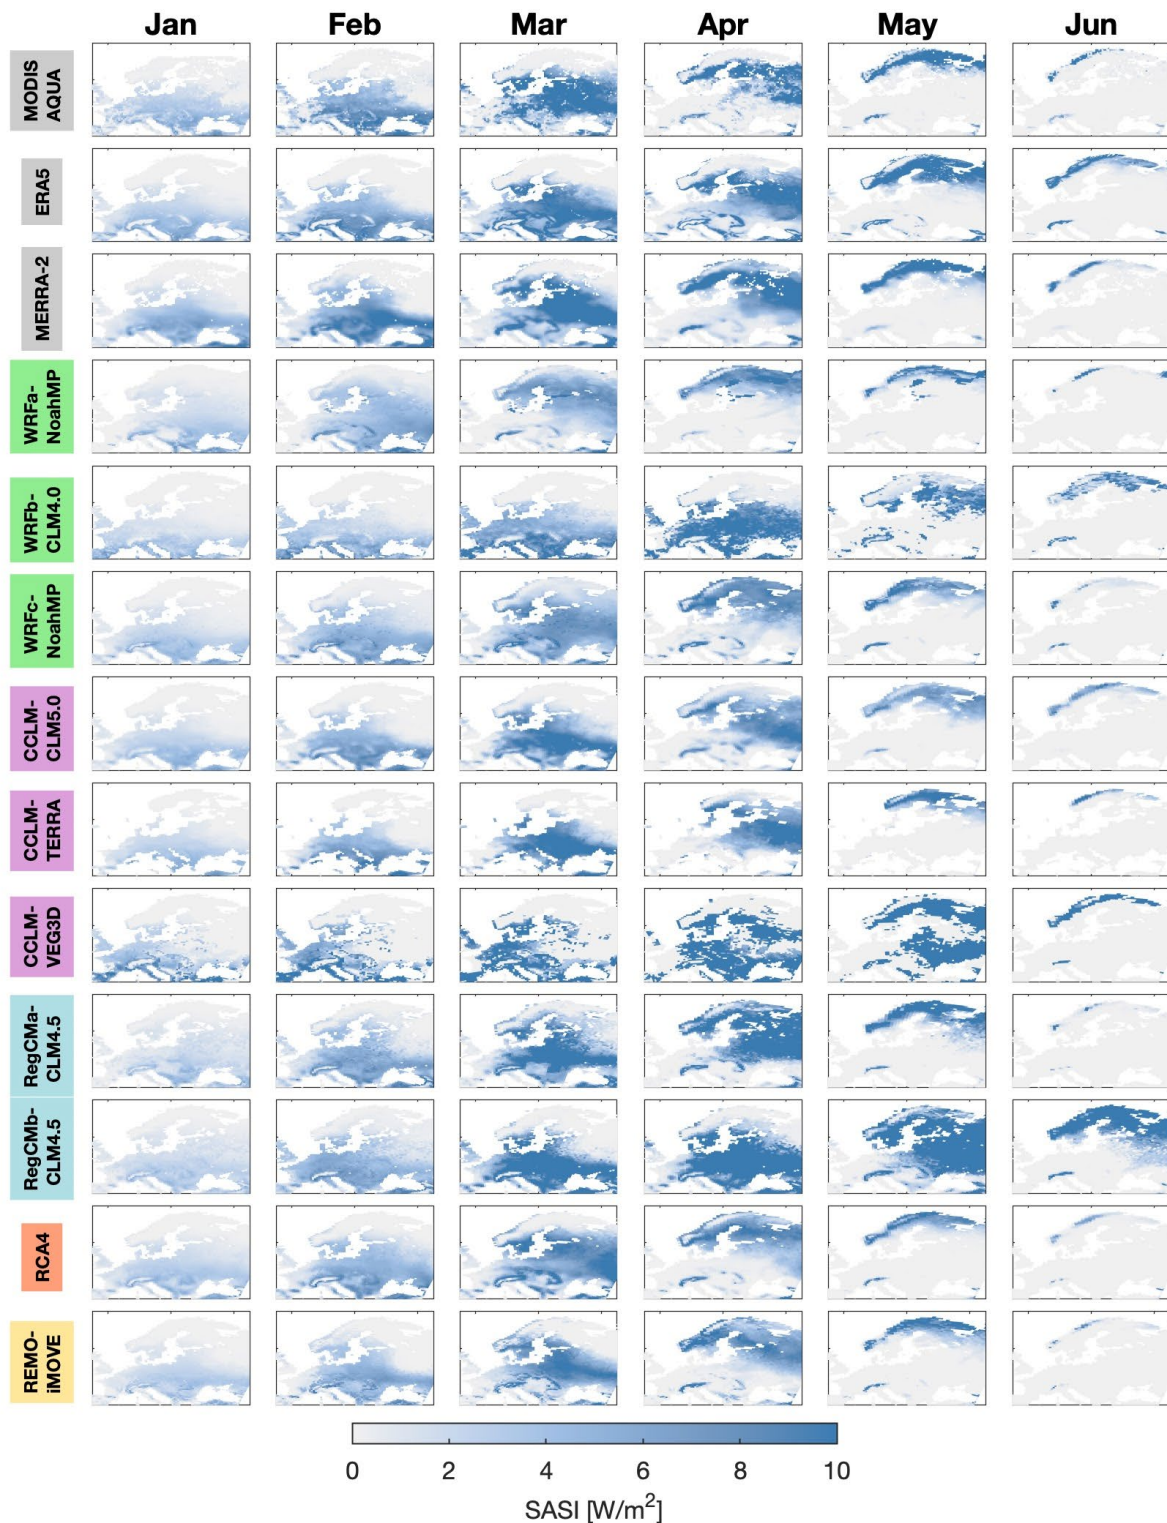 Jan Feb Mar Apr May Jun
MODIS
AQUA
ERA5
MERRA-2
WRFa-
NoahMP
WRFb-
CLM4.0
WRFc-
NoahMP
CCLM-
CLM5.0
CCLM-
TERRA
CCLM-
VEG3D
RegCMa-
CLM4.5
RegCMb-
CLM4.5
RCA4
REMO-
iMOVE
0 2 4 6 8 10
SASI [W/m²]